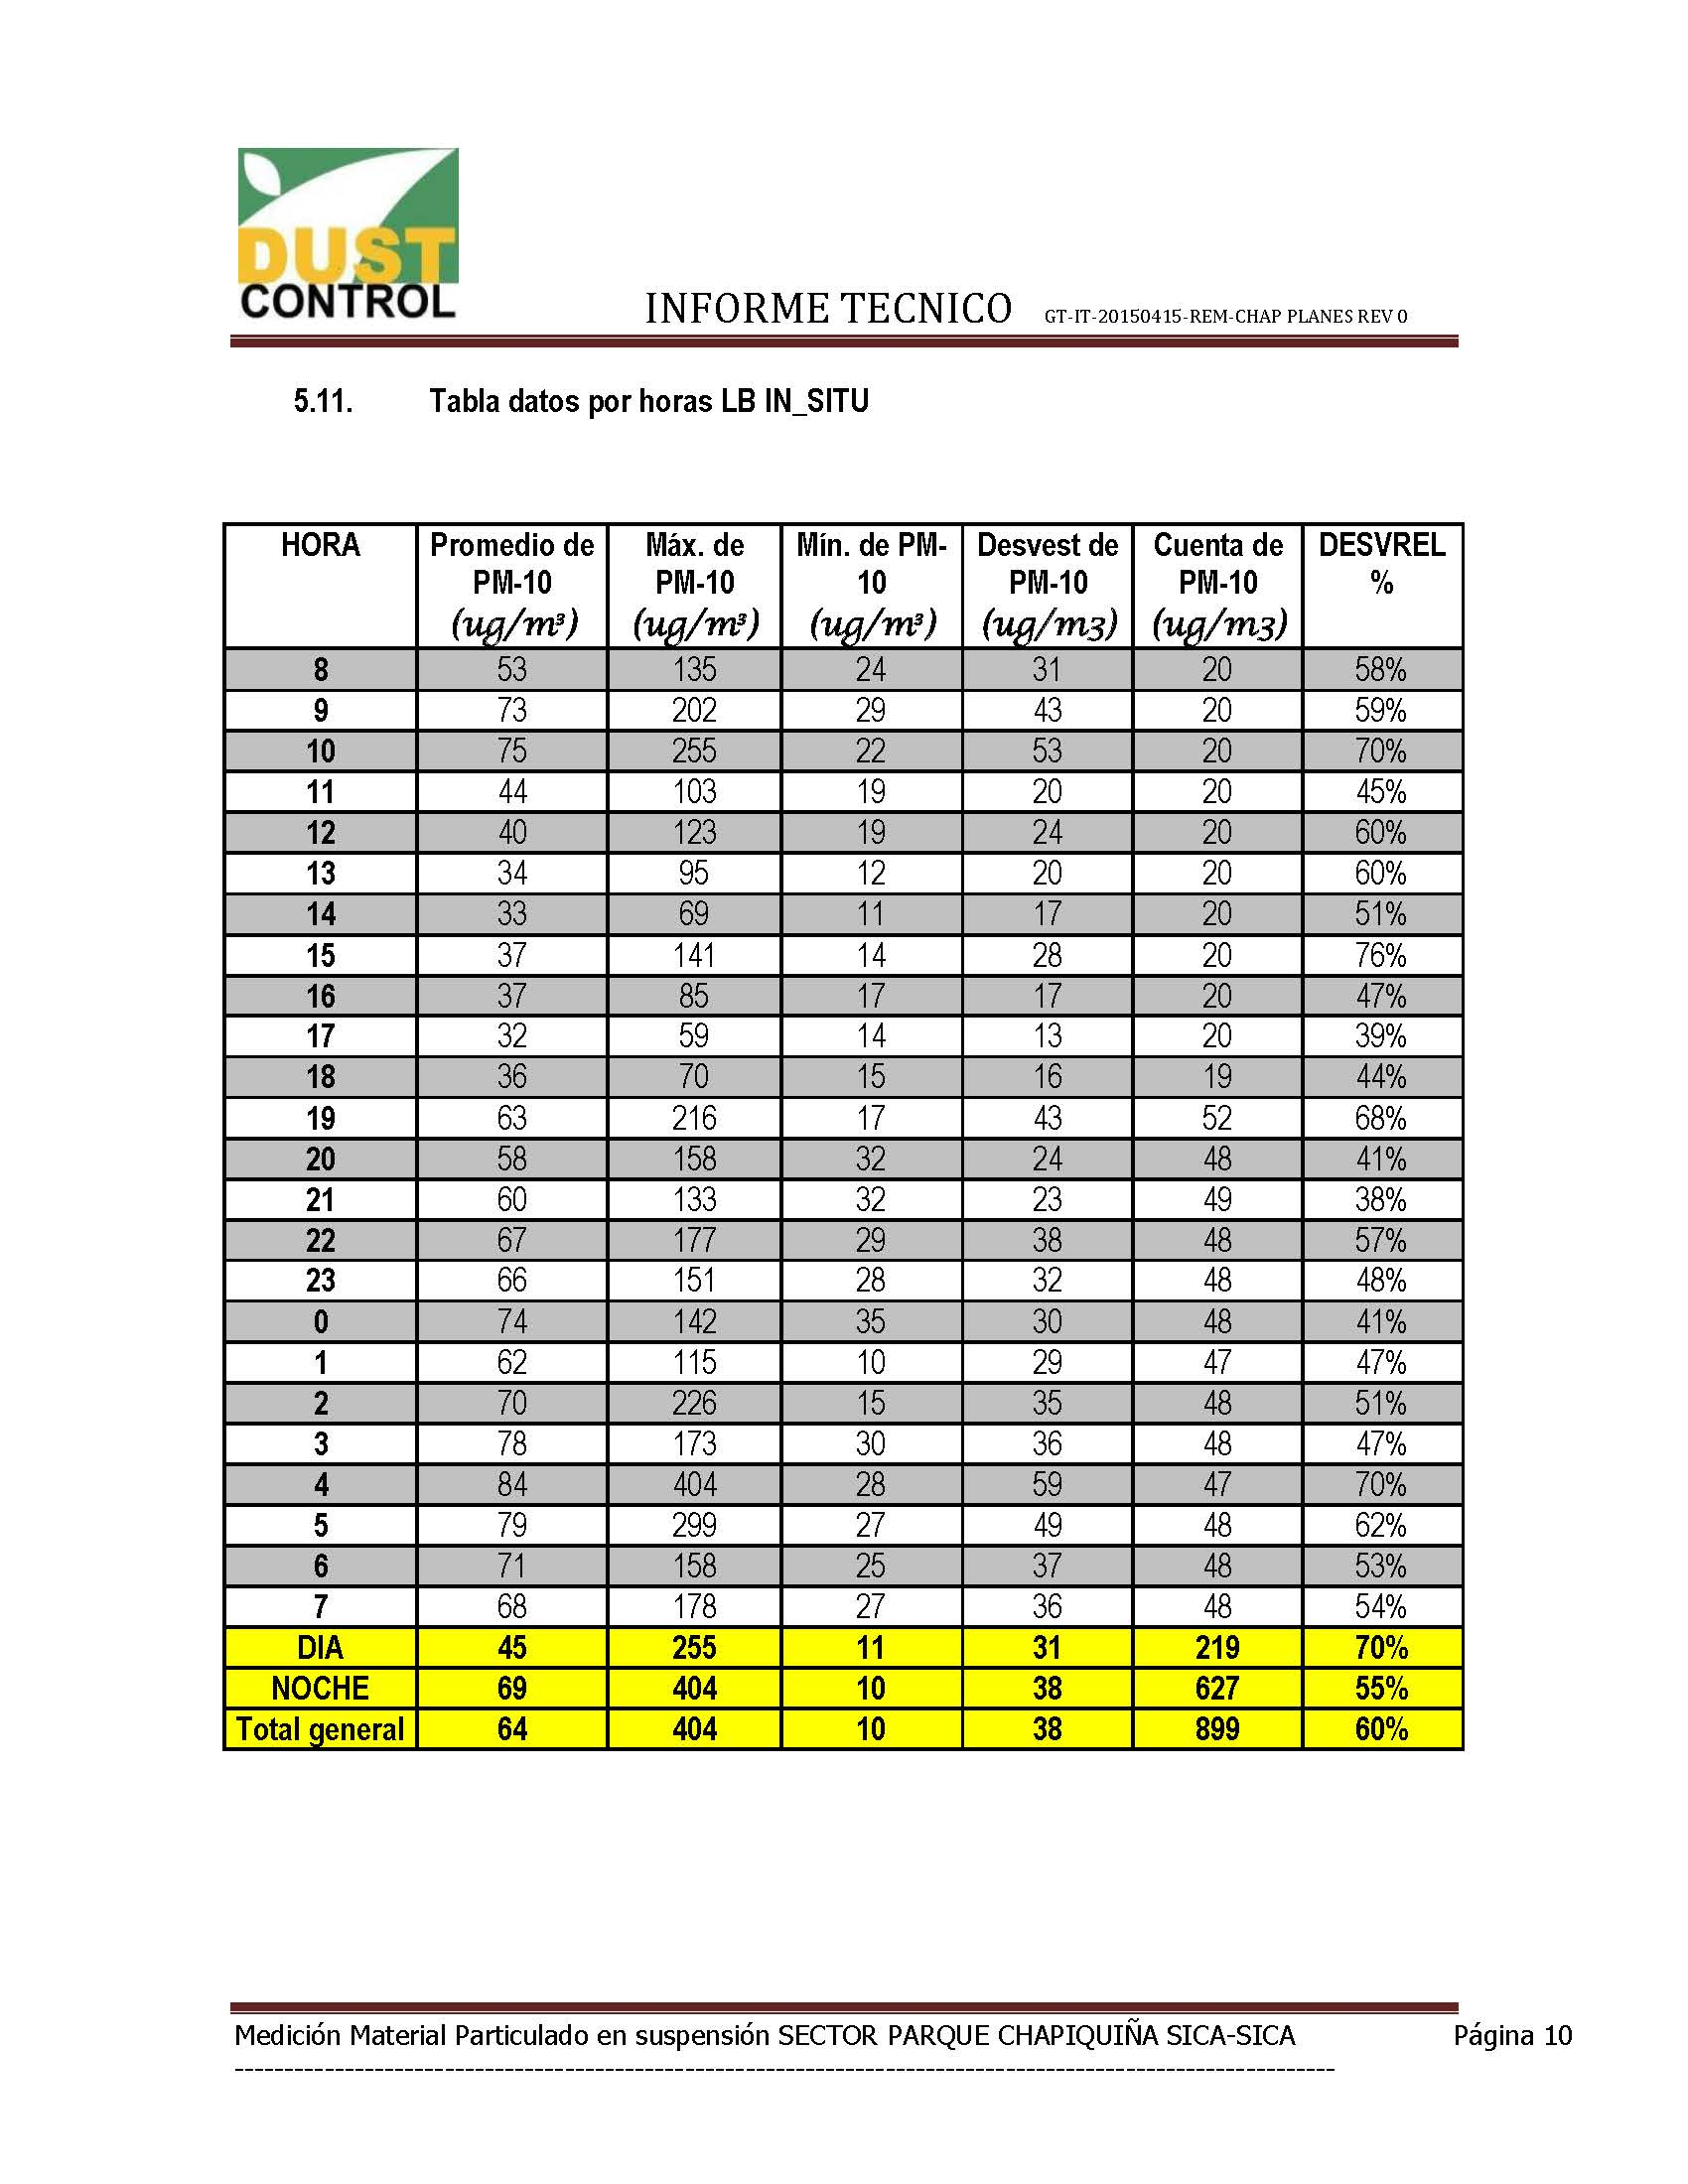 DUST
CONTROL
INFORME TECNICO GT-IT-20150415-REM-CHAP PLANES REV 0
5.11. Tabla datos por horas LB IN_SITU
HORA Promedio de PM-10 (ug/m³) Máx. de PM-10 (ug/m³) Mín. de PM-10 (ug/m³) Desvest de PM-10 (ug/m3) Cuenta de PM-10 (ug/m3) DESVREL %
8 53 135 24 31 20 58%
9 73 202 29 43 20 59%
10 75 255 22 53 20 70%
11 44 103 19 20 20 45%
12 40 123 19 24 20 60%
13 34 95 12 20 20 60%
14 33 69 11 17 20 51%
15 37 141 14 28 20 76%
16 37 85 17 17 20 47%
17 32 59 14 13 20 39%
18 36 70 15 16 19 44%
19 63 216 17 43 52 68%
20 58 158 32 24 48 41%
21 60 133 32 23 49 38%
22 67 177 29 38 48 57%
23 66 151 28 32 48 48%
0 74 142 35 30 48 41%
1 62 115 10 29 47 47%
2 70 226 15 35 48 51%
3 78 173 30 36 48 47%
4 84 404 28 59 47 70%
5 79 299 27 49 48 62%
6 71 158 25 37 48 53%
7 68 178 27 36 48 54%
DIA 45 255 11 31 219 70%
NOCHE 69 404 10 38 627 55%
Total general 64 404 10 38 899 60%
Medición Material Particulado en suspensión SECTOR PARQUE CHAPIQUIÑA SICA-SICA Página 10
--------------------------------------------------------------------------------------------------------------